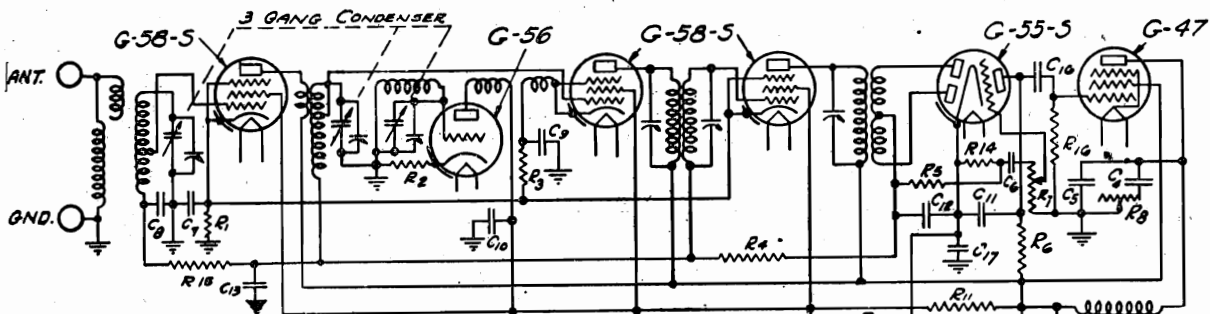 3 GANG CONDENSER
G-58-S
G-56
G-58-S
G-55-S
G-47
ANT.
GND.
C8
C7
R1
R2
C9
R3
C10
R15
C13
R4
R5
R14
C6
R7
C12
C11
C17
R6
C16
R16
C5
C4
R8
R11